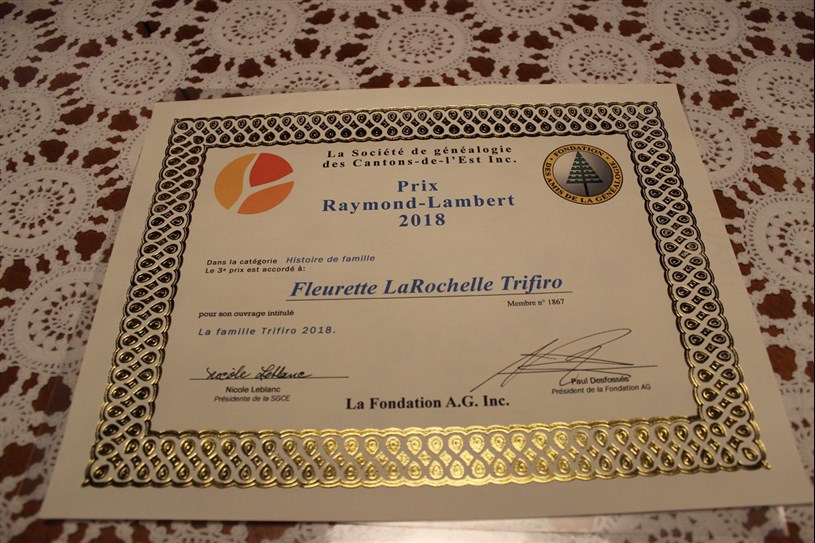 La Société de généalogie
des Cantons-de-l'Est Inc.
FONDATION
DES AMIS DE LA GÉNÉALOGIE
Prix
Raymond-Lambert
2018
Dans la catégorie Histoire de famille
Le 3e prix est accordé à:
Fleurette LaRochelle Trifiro
Membre n° 1867
pour son ouvrage intitulé
La famille Trifiro 2018.
Nicole Leblanc
Nicole Leblanc
Présidente de la SGCE
Paul Desfossés
Président de la Fondation AG
La Fondation A.G. Inc.